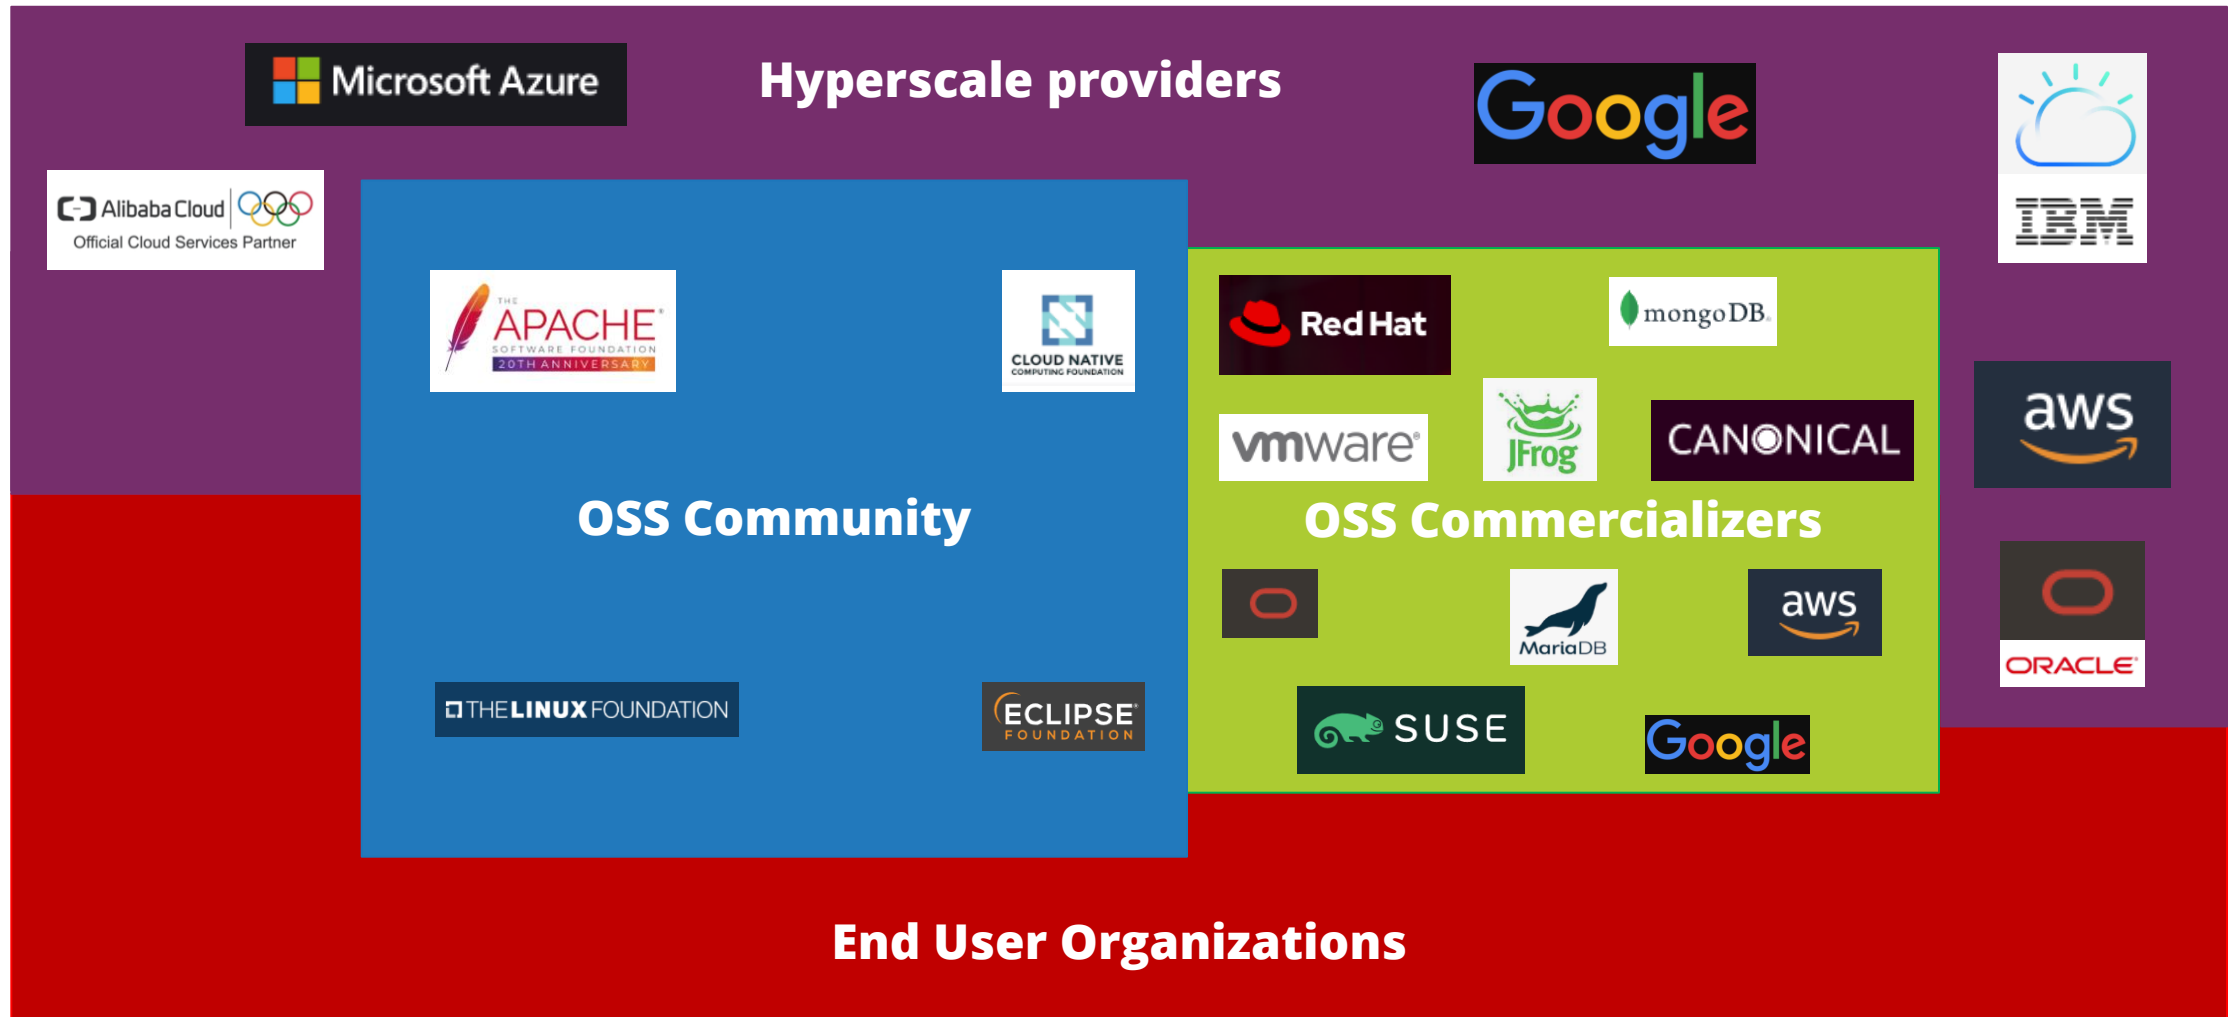 Microsoft Azure
Hyperscale providers
Google
Alibaba Cloud
Official Cloud Services Partner
IBM
THE
APACHE®
SOFTWARE FOUNDATION
20TH ANNIVERSARY
CLOUD NATIVE
COMPUTING FOUNDATION
Red Hat
mongoDB®
vmware®
JFrog
CANONICAL
aws
OSS Community
OSS Commercializers
MariaDB
aws
ORACLE®
THE LINUX FOUNDATION
ECLIPSE®
FOUNDATION
SUSE
Google
End User Organizations